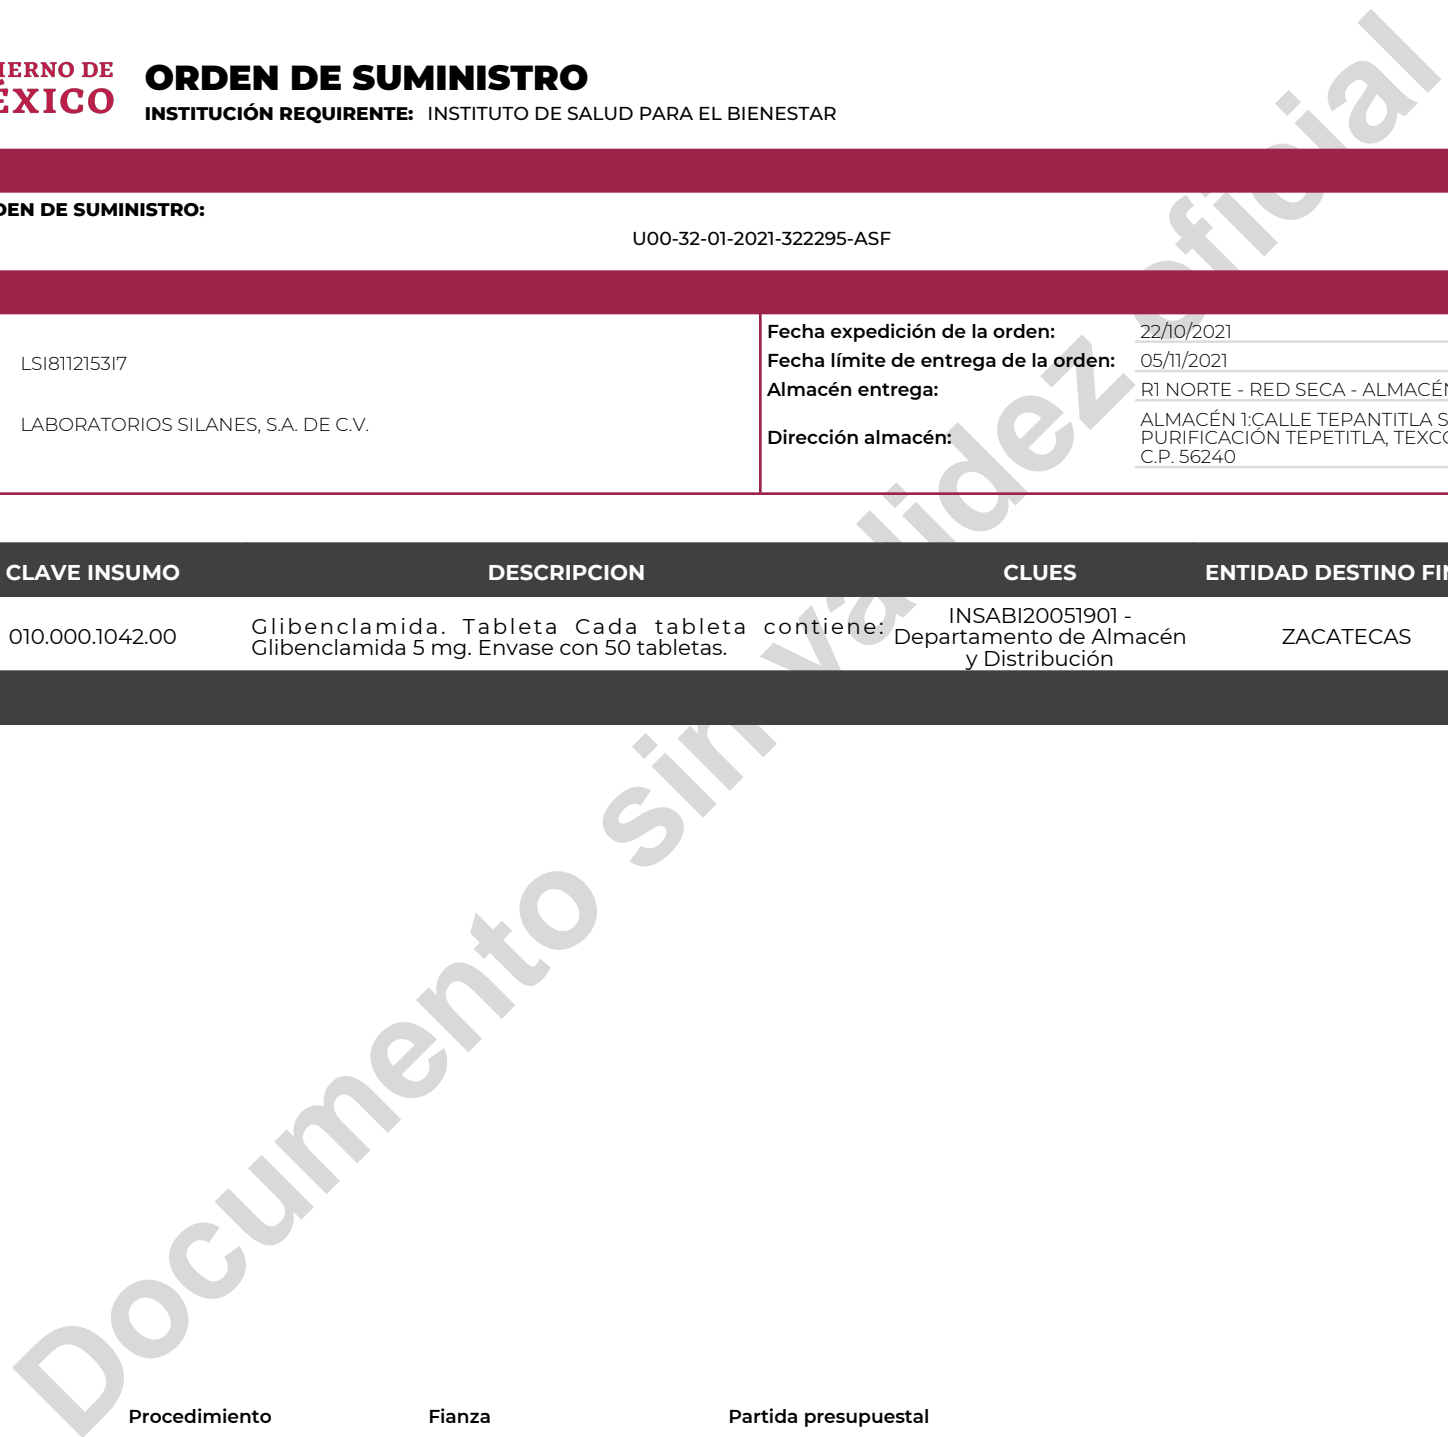 IERNO DE
ÉXICO
ORDEN DE SUMINISTRO
INSTITUCIÓN REQUIRENTE: INSTITUTO DE SALUD PARA EL BIENESTAR
DEN DE SUMINISTRO:
U00-32-01-2021-322295-ASF
LSI8112153I7
LABORATORIOS SILANES, S.A. DE C.V.
Fecha expedición de la orden: 22/10/2021
Fecha límite de entrega de la orden: 05/11/2021
Almacén entrega: R1 NORTE - RED SECA - ALMACÉN
Dirección almacén:
ALMACÉN 1:CALLE TEPANTITLA S
PURIFICACIÓN TEPETITLA, TEXCO
C.P. 56240
CLAVE INSUMO DESCRIPCION CLUES ENTIDAD DESTINO FIN
010.000.1042.00
Glibenclamida. Tableta Cada tableta contiene:
Glibenclamida 5 mg. Envase con 50 tabletas.
INSABI20051901 -
Departamento de Almacén
y Distribución
ZACATECAS
Documento sin validez oficial
Procedimiento Fianza Partida presupuestal